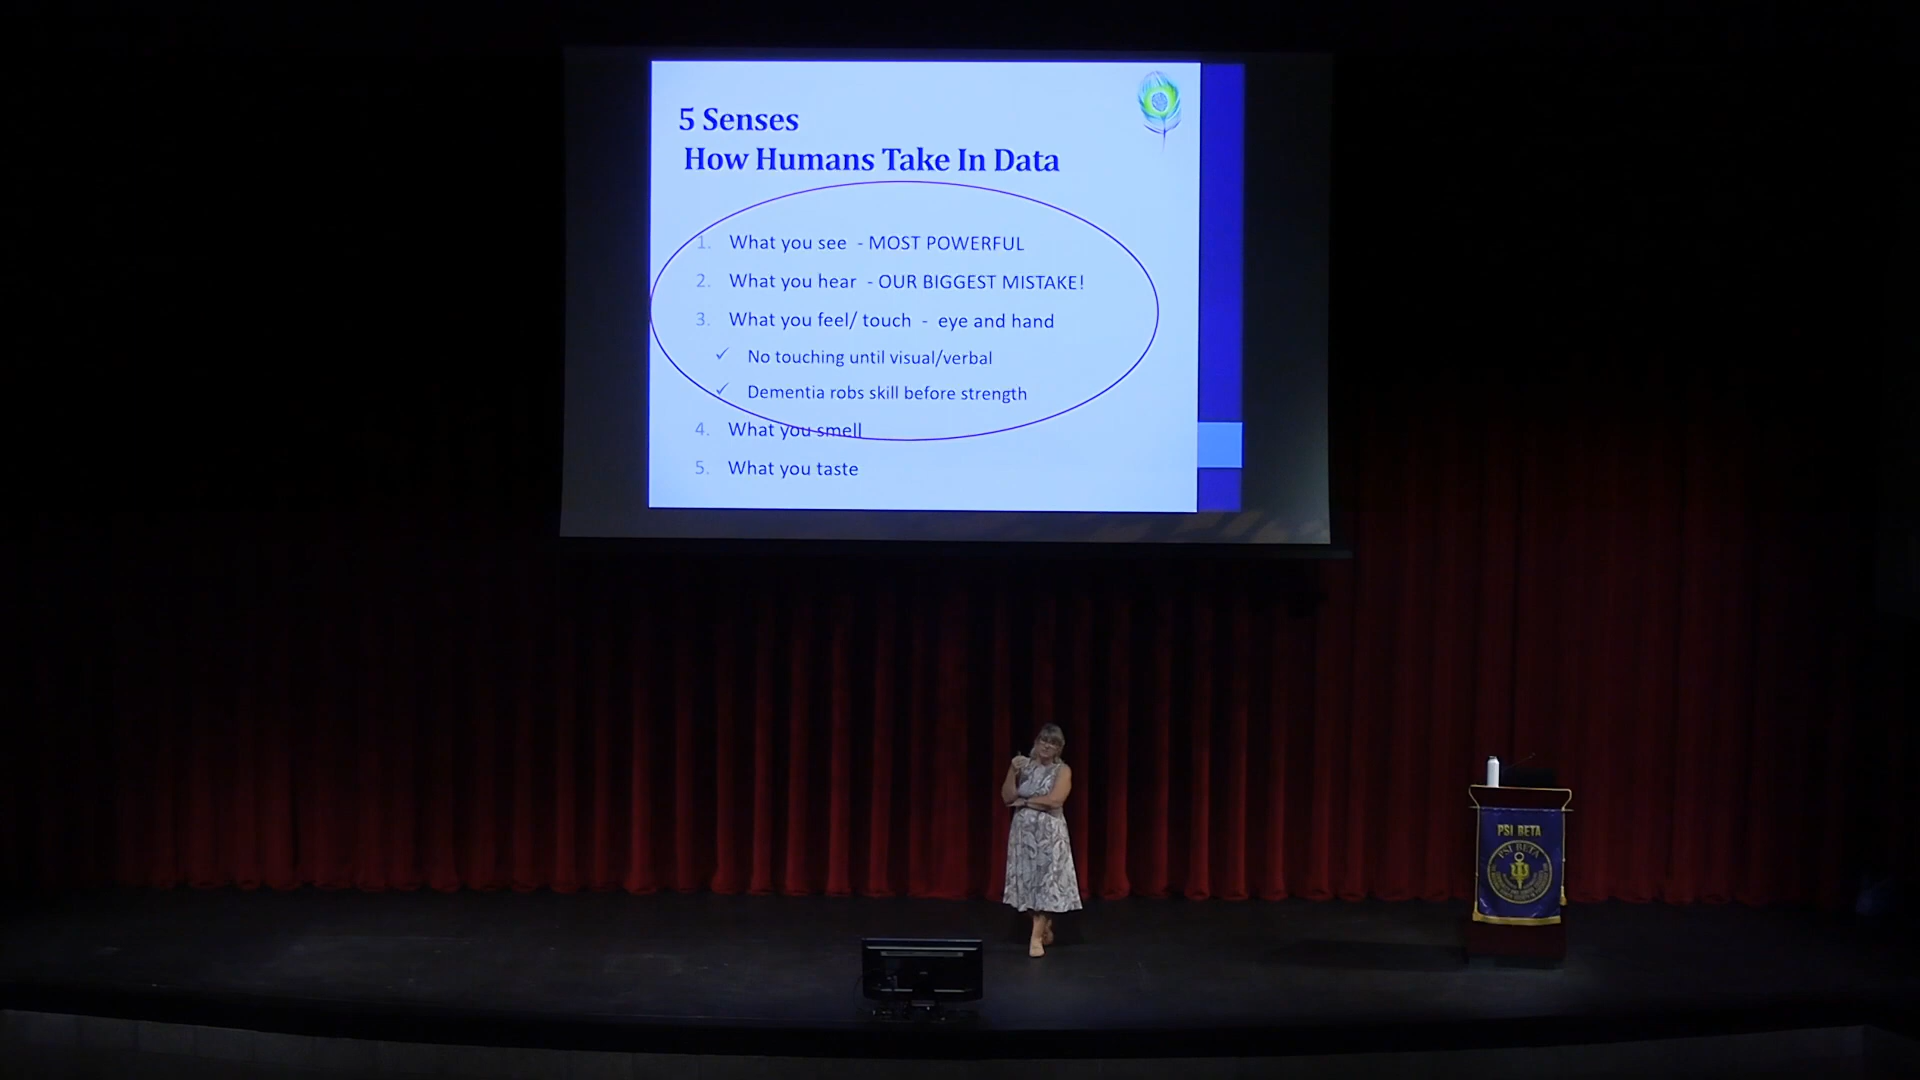 5 Senses
How Humans Take In Data
1. What you see - MOST POWERFUL
2. What you hear - OUR BIGGEST MISTAKE!
3. What you feel/ touch - eye and hand
✓ No touching until visual/verbal
✓ Dementia robs skill before strength
4. What you smell
5. What you taste
PSI BETA
PSI BETA